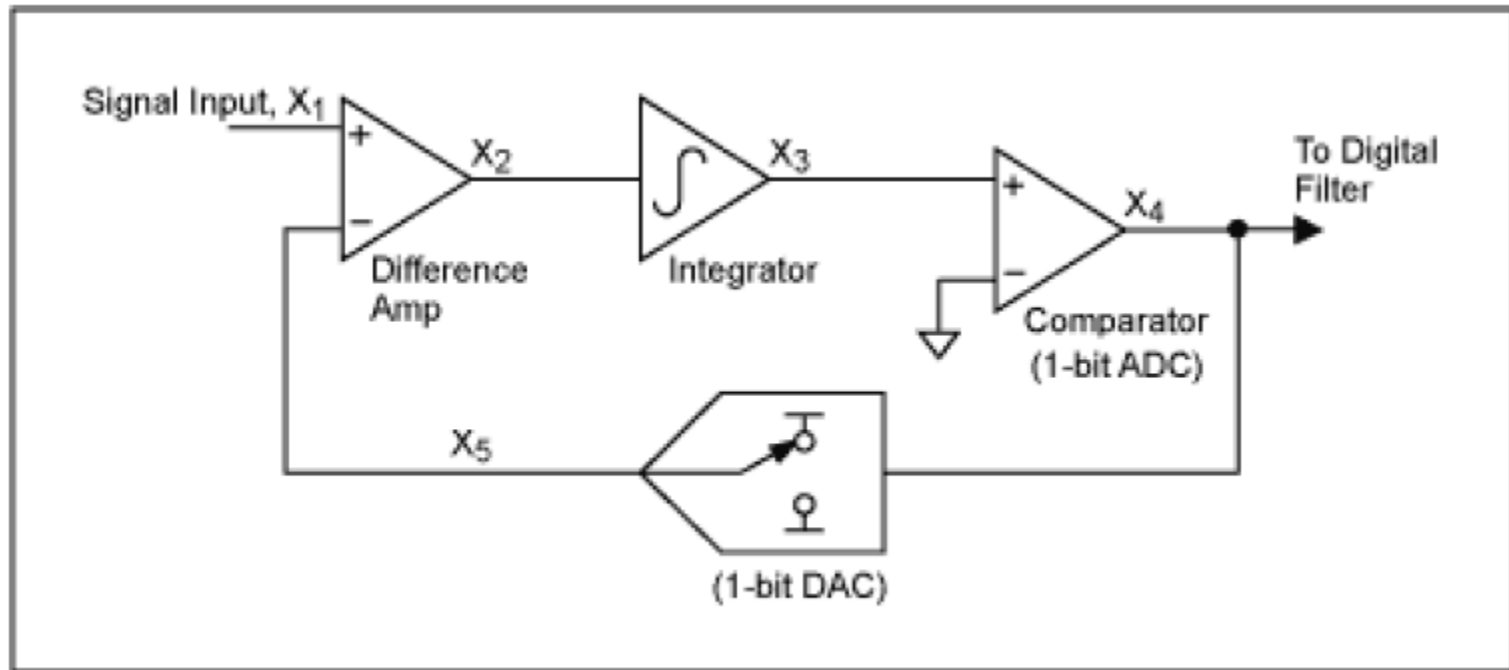 Signal Input, X1
+
−
X2
Difference
Amp
Integrator
X3
+
−
X4
Comparator
(1-bit ADC)
To Digital
Filter
X5
(1-bit DAC)